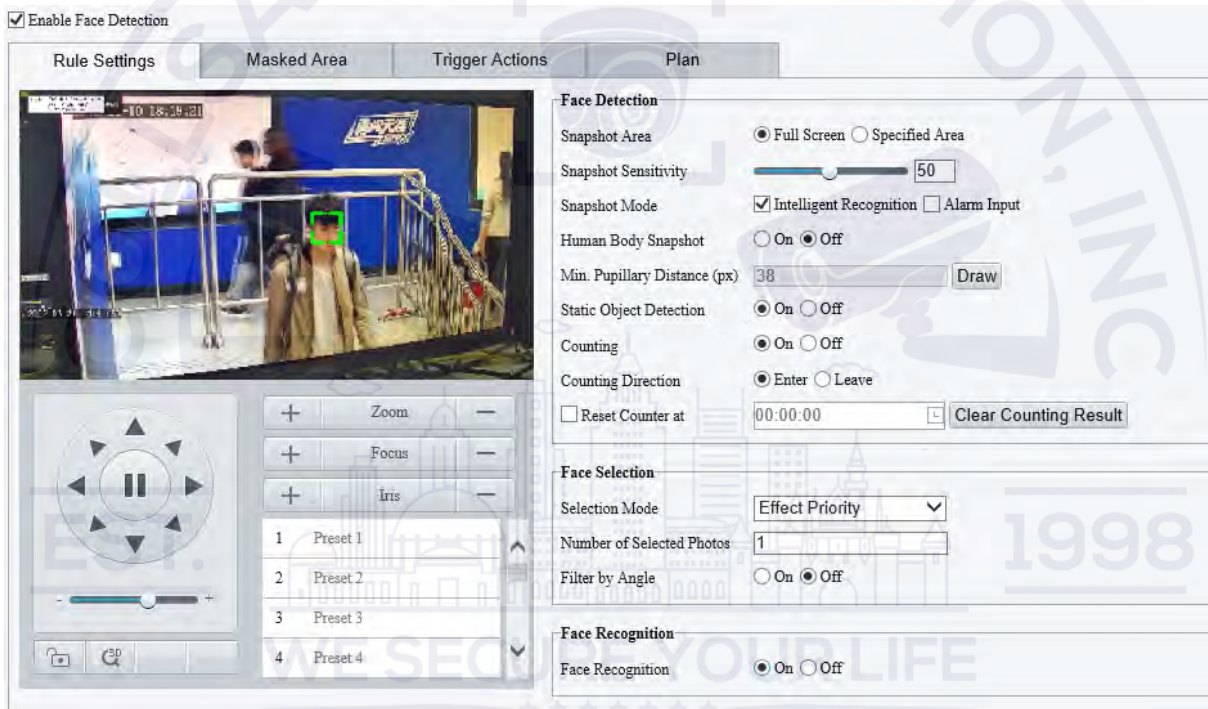 Enable Face Detection
Rule Settings
Masked Area
Trigger Actions
Plan
Face Detection
Snapshot Area
Full Screen
Specified Area
Snapshot Sensitivity
50
Snapshot Mode
Intelligent Recognition
Alarm Input
Human Body Snapshot
On
Off
Min. Pupillary Distance (px)
38
Draw
Static Object Detection
On
Off
Counting
On
Off
Counting Direction
Enter
Leave
Reset Counter at
00:00:00
Clear Counting Result
Zoom
Focus
Iris
1 Preset 1
2 Preset 2
3 Preset 3
4 Preset 4
3D
Face Selection
Selection Mode
Effect Priority
Number of Selected Photos
1
Filter by Angle
On
Off
Face Recognition
Face Recognition
On
Off
EST.
1998
WE SECURE YOUR LIFE
ION, INC